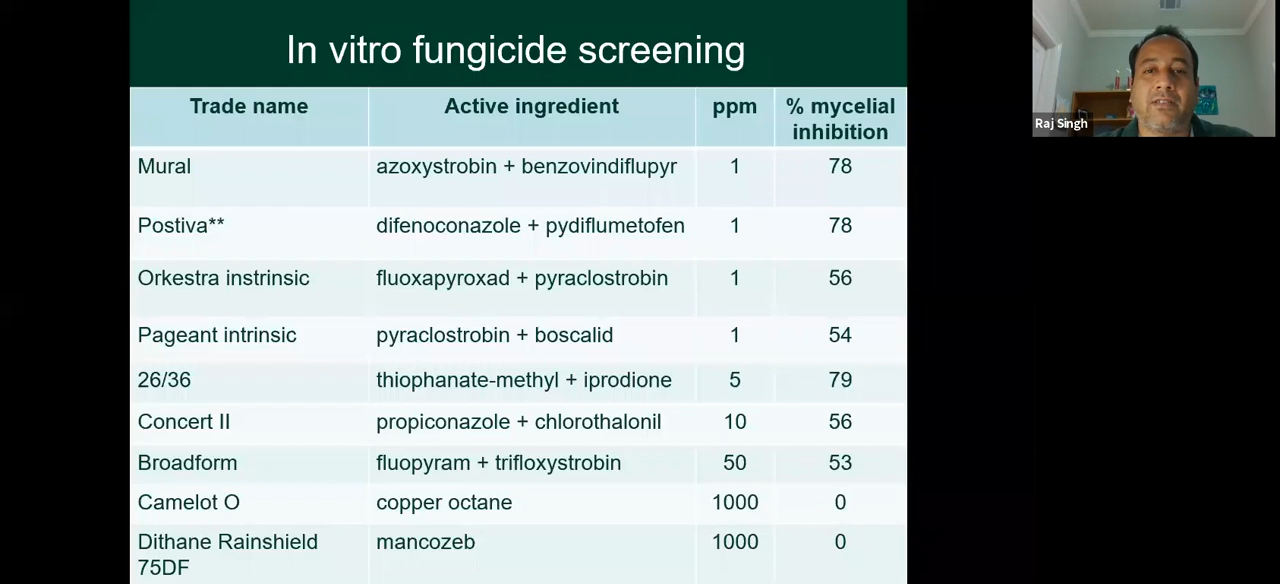 In vitro fungicide screening
Trade name Active ingredient ppm % mycelial
inhibition
Mural azoxystrobin + benzovindiflupyr 1 78
Postiva** difenoconazole + pydiflumetofen 1 78
Orkestra instrinsic fluoxapyroxad + pyraclostrobin 1 56
Pageant intrinsic pyraclostrobin + boscalid 1 54
26/36 thiophanate-methyl + iprodione 5 79
Concert II propiconazole + chlorothalonil 10 56
Broadform fluopyram + trifloxystrobin 50 53
Camelot O copper octane 1000 0
Dithane Rainshield mancozeb 1000 0
75DF
Raj Singh